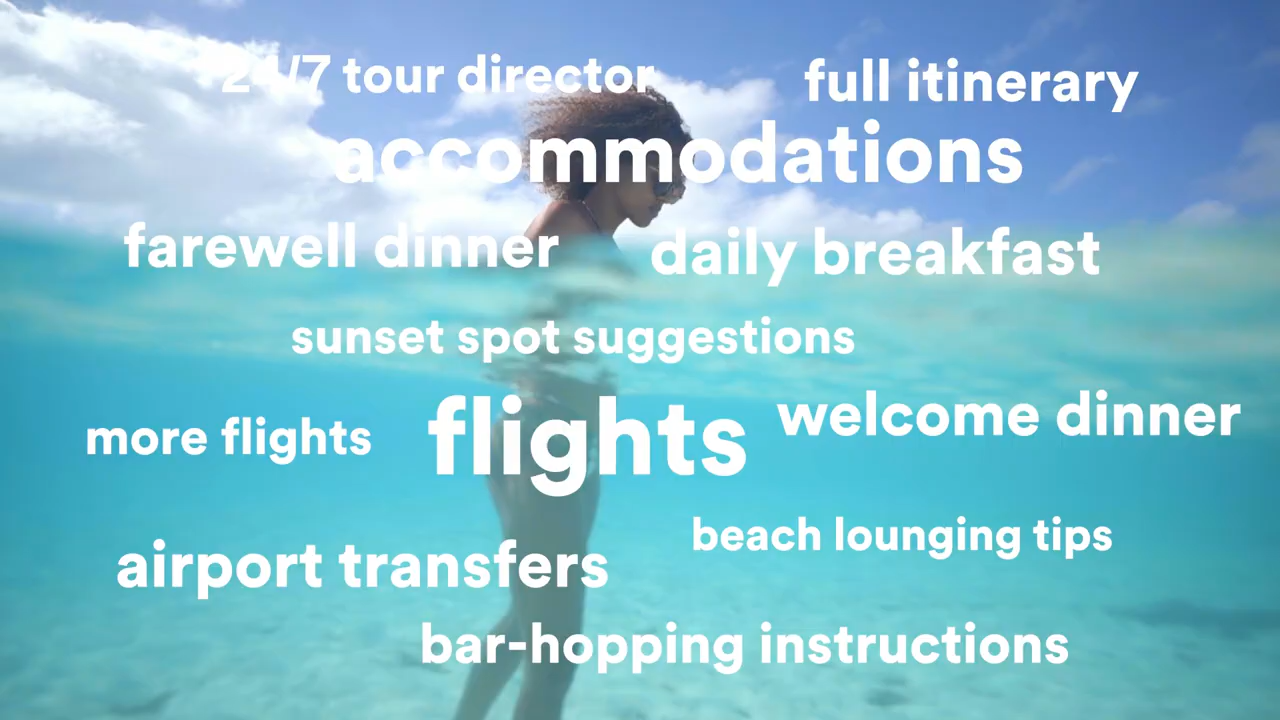 24/7 tour director
full itinerary
accommodations
farewell dinner
daily breakfast
sunset spot suggestions
more flights
flights
welcome dinner
beach lounging tips
airport transfers
bar-hopping instructions